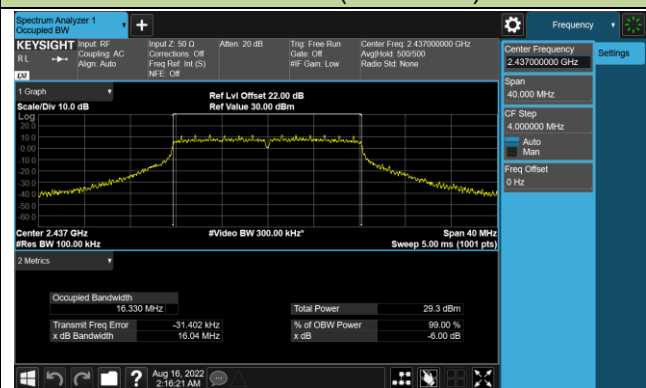 Spectrum Analyzer 1
Occupied BW
Frequency
KEYSIGHT
RL
LXI
Input: RF
Coupling: AC
Align: Auto
Input Z: 50 Ω
Corrections: Off
Freq Ref: Int (S)
NFE: Off
Atten: 20 dB
Trig: Free Run
Gate: Off
#IF Gain: Low
Center Freq: 2.437000000 GHz
Avg|Hold: 500/500
Radio Std: None
Center Frequency
2.437000000 GHz
Settings
Span
40.000 MHz
CF Step
4.000000 MHz
Auto
Man
Freq Offset
0 Hz
1 Graph
Scale/Div 10.0 dB
Ref Lvl Offset 22.00 dB
Ref Value 30.00 dBm
Log
20.0
10.0
0.00
-10.0
-20.0
-30.0
-40.0
-50.0
-60.0
Center 2.437 GHz
#Res BW 100.00 kHz
#Video BW 300.00 kHz*
Span 40 MHz
Sweep 5.00 ms (1001 pts)
2 Metrics
Occupied Bandwidth
16.330 MHz
Total Power 29.3 dBm
Transmit Freq Error -31.402 kHz
% of OBW Power 99.00 %
x dB Bandwidth 16.04 MHz
x dB -6.00 dB
Aug 16, 2022
2:16:21 AM